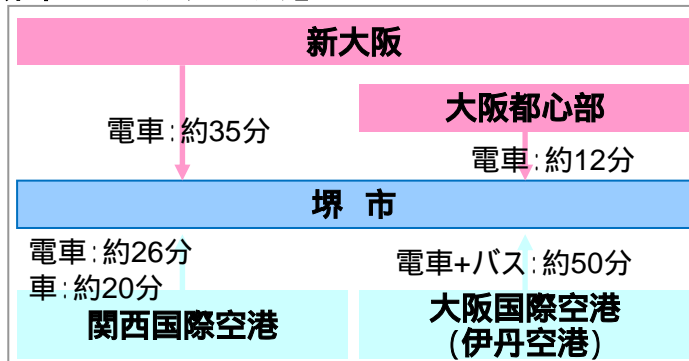 新大阪
大阪都心部
電車:約35分
電車:約12分
堺 市
電車:約26分
車:約20分
電車+バス:約50分
関西国際空港
大阪国際空港
(伊丹空港)